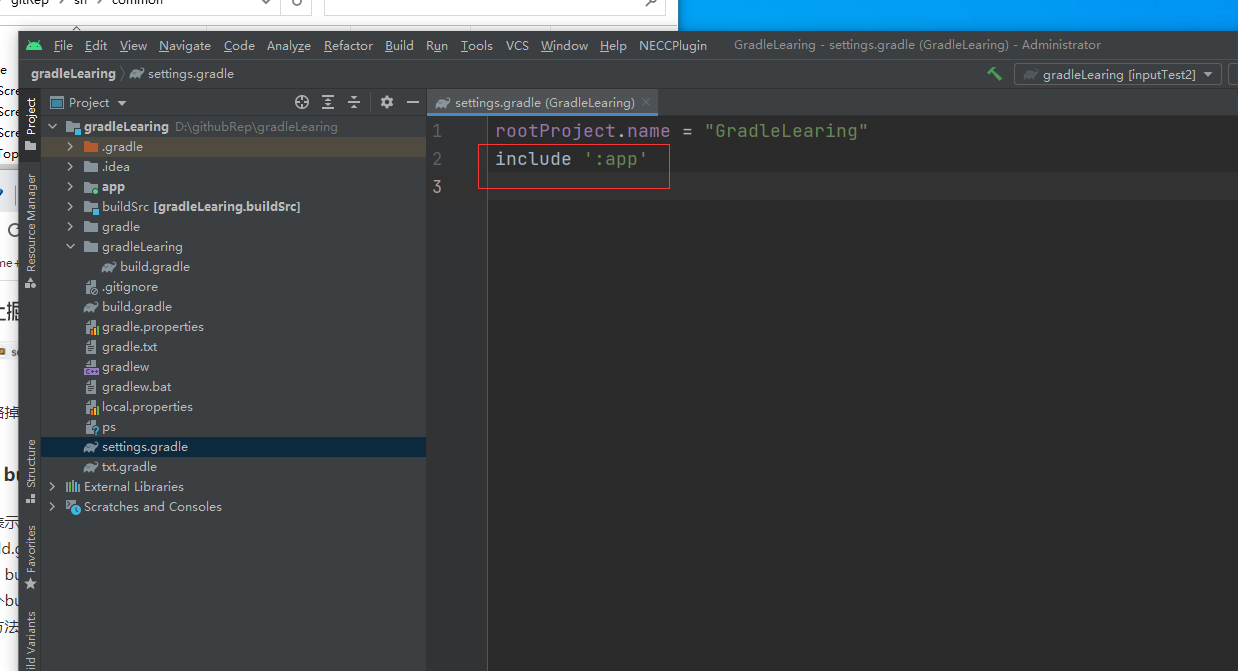 gitRep > sh > common
File Edit View Navigate Code Analyze Refactor Build Run Tools VCS Window Help NECCPlugin GradleLearing - settings.gradle (GradleLearing) - Administrator
gradleLearing settings.gradle gradleLearing [inputTest2]
Project
Project settings.gradle (GradleLearing)
gradleLearing D:\githubRep\gradleLearing
.gradle
.idea
app
buildSrc [gradleLearing.buildSrc]
gradle
gradleLearing
build.gradle
.gitignore
build.gradle
gradle.properties
gradle.txt
gradlew
gradlew.bat
local.properties
ps
settings.gradle
txt.gradle
External Libraries
Scratches and Consoles
1 rootProject.name = "GradleLearing"
2 include ':app'
3
Resource Manager
Structure
Favorites
ild Variants